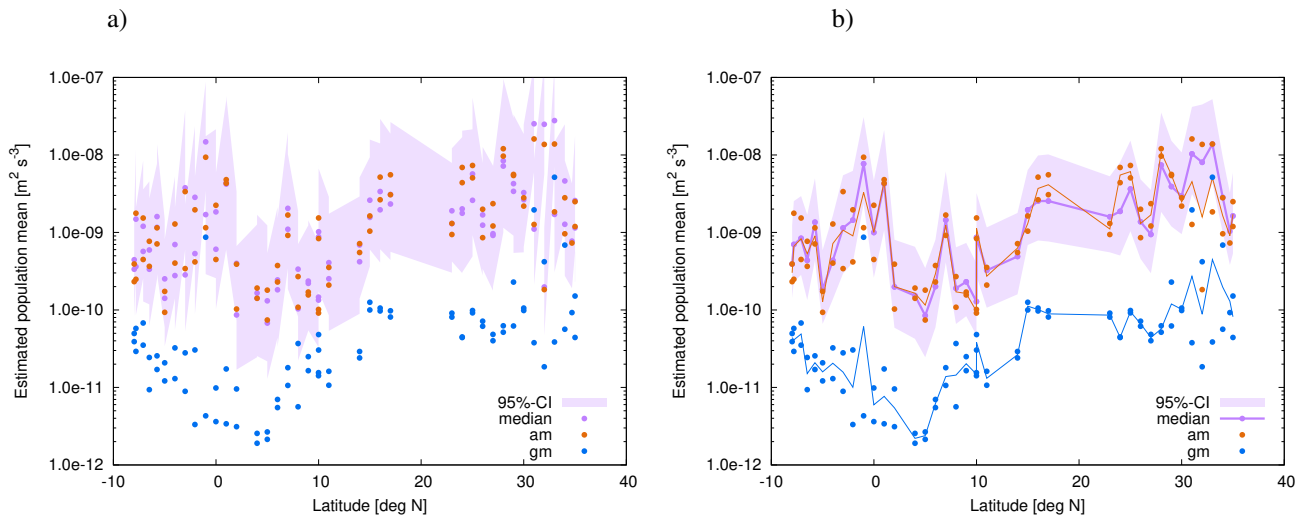 a)
1.0e-07
1.0e-08
1.0e-09
1.0e-10
1.0e-11
1.0e-12
Estimated population mean [m² s⁻³]
-10
0
10
20
30
40
Latitude [deg N]
95%-CI
median
am
gm
b)
1.0e-07
1.0e-08
1.0e-09
1.0e-10
1.0e-11
1.0e-12
Estimated population mean [m² s⁻³]
-10
0
10
20
30
40
Latitude [deg N]
95%-CI
median
am
gm